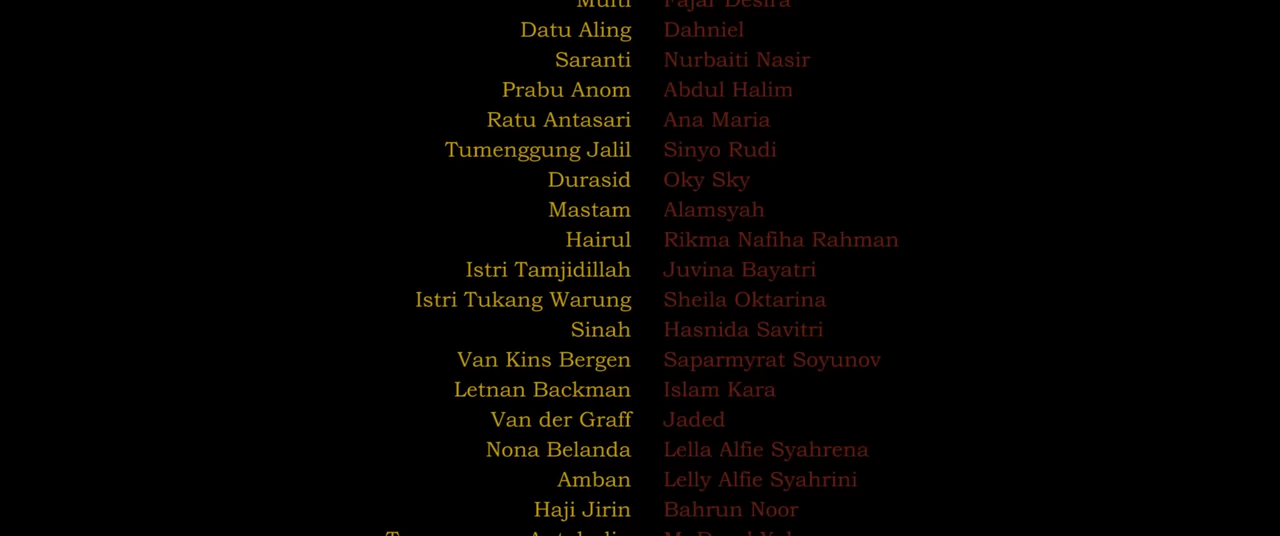 Datu Aling Dahniel
Saranti Nurbaiti Nasir
Prabu Anom Abdul Halim
Ratu Antasari Ana Maria
Tumenggung Jalil Sinyo Rudi
Durasid Oky Sky
Mastam Alamsyah
Hairul Rikma Nafiha Rahman
Istri Tamjidillah Juvina Bayatri
Istri Tukang Warung Sheila Oktarina
Sinah Hasnida Savitri
Van Kins Bergen Saparmyrat Soyunov
Letnan Backman Islam Kara
Van der Graff Jaded
Nona Belanda Lella Alfie Syahrena
Amban Lelly Alfie Syahrini
Haji Jirin Bahrun Noor